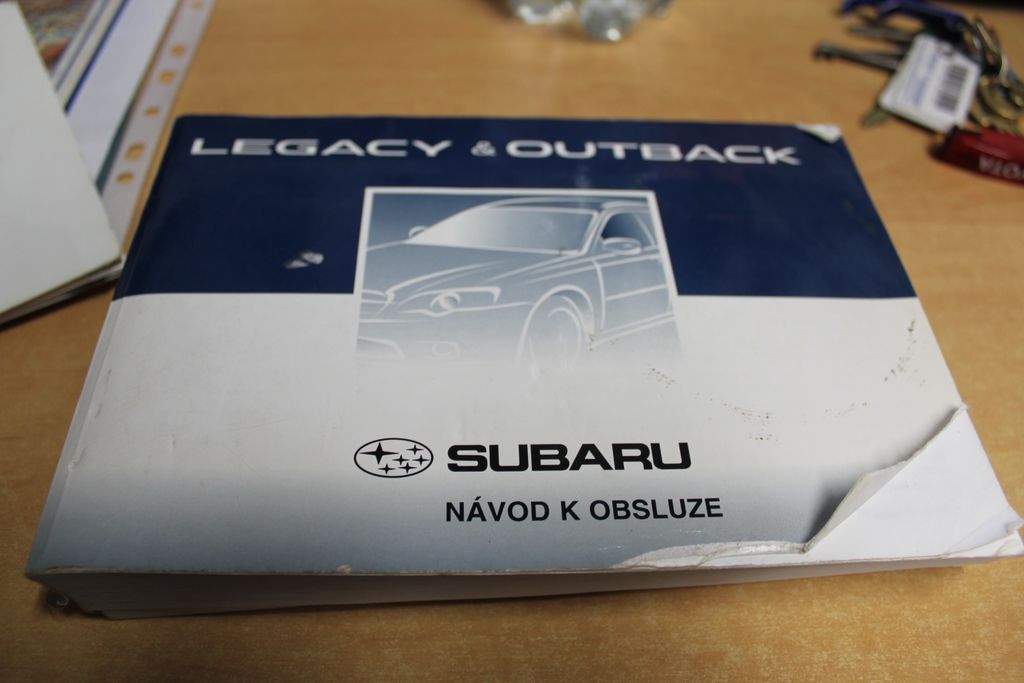 LEGACY & OUTBACK
SUBARU
NÁVOD K OBSLUZE